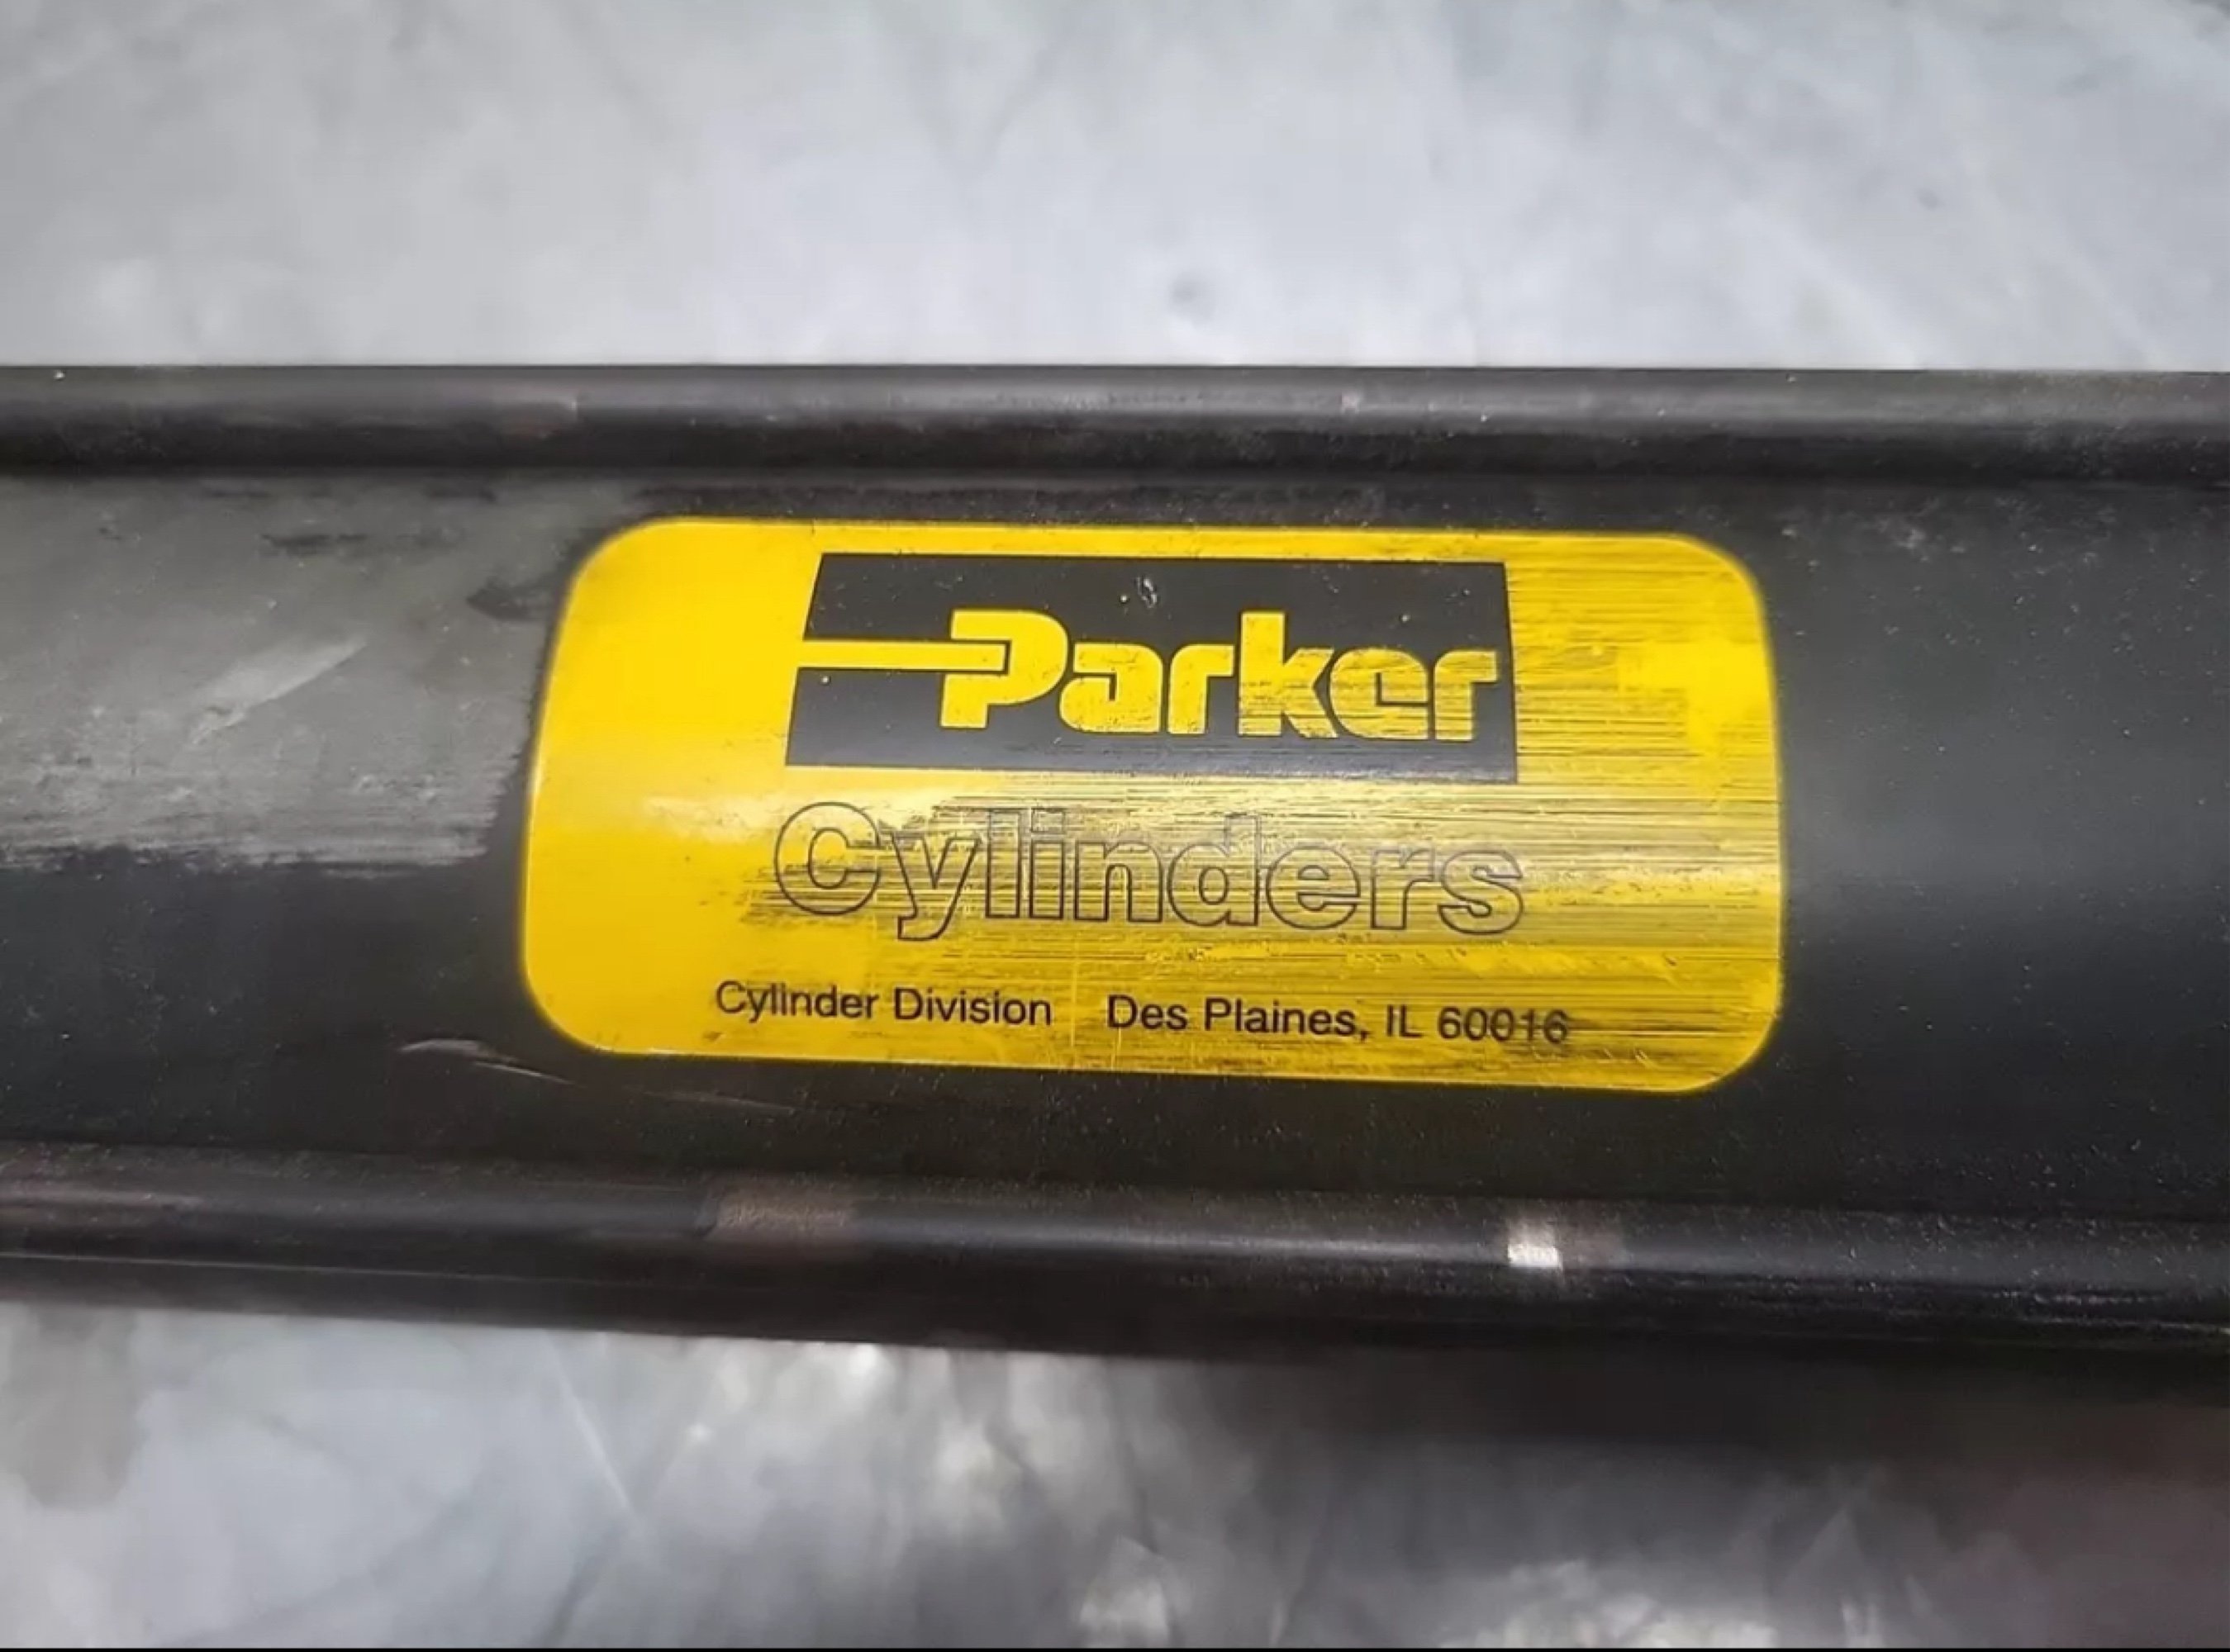 Parker
Cylinders
Cylinder Division Des Plaines, IL 60016